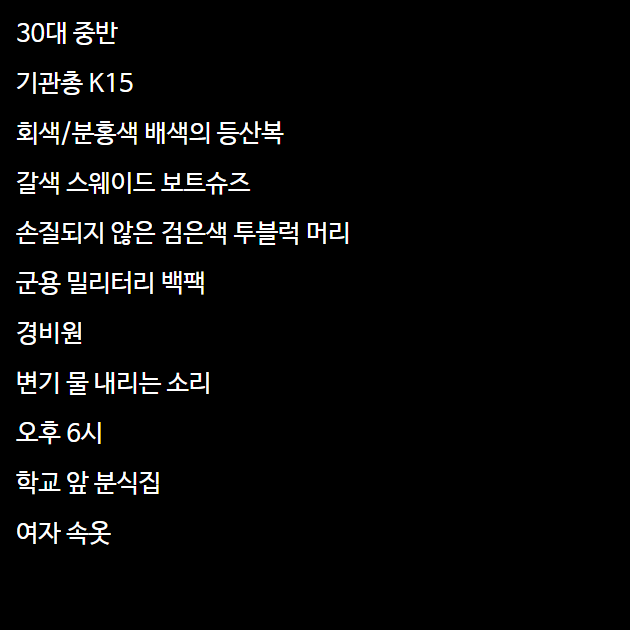 30대 중반
기관총 K15
회색/분홍색 배색의 등산복
갈색 스웨이드 보트슈즈
손질되지 않은 검은색 투블럭 머리
군용 밀리터리 백팩
경비원
변기 물 내리는 소리
오후 6시
학교 앞 분식집
여자 속옷